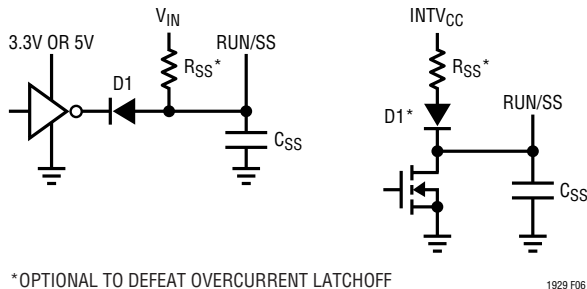 V_IN
3.3V OR 5V
R_SS*
RUN/SS
D1
C_SS
INTV_CC
R_SS*
D1*
RUN/SS
C_SS
*OPTIONAL TO DEFEAT OVERCURRENT LATCHOFF
1929 F06